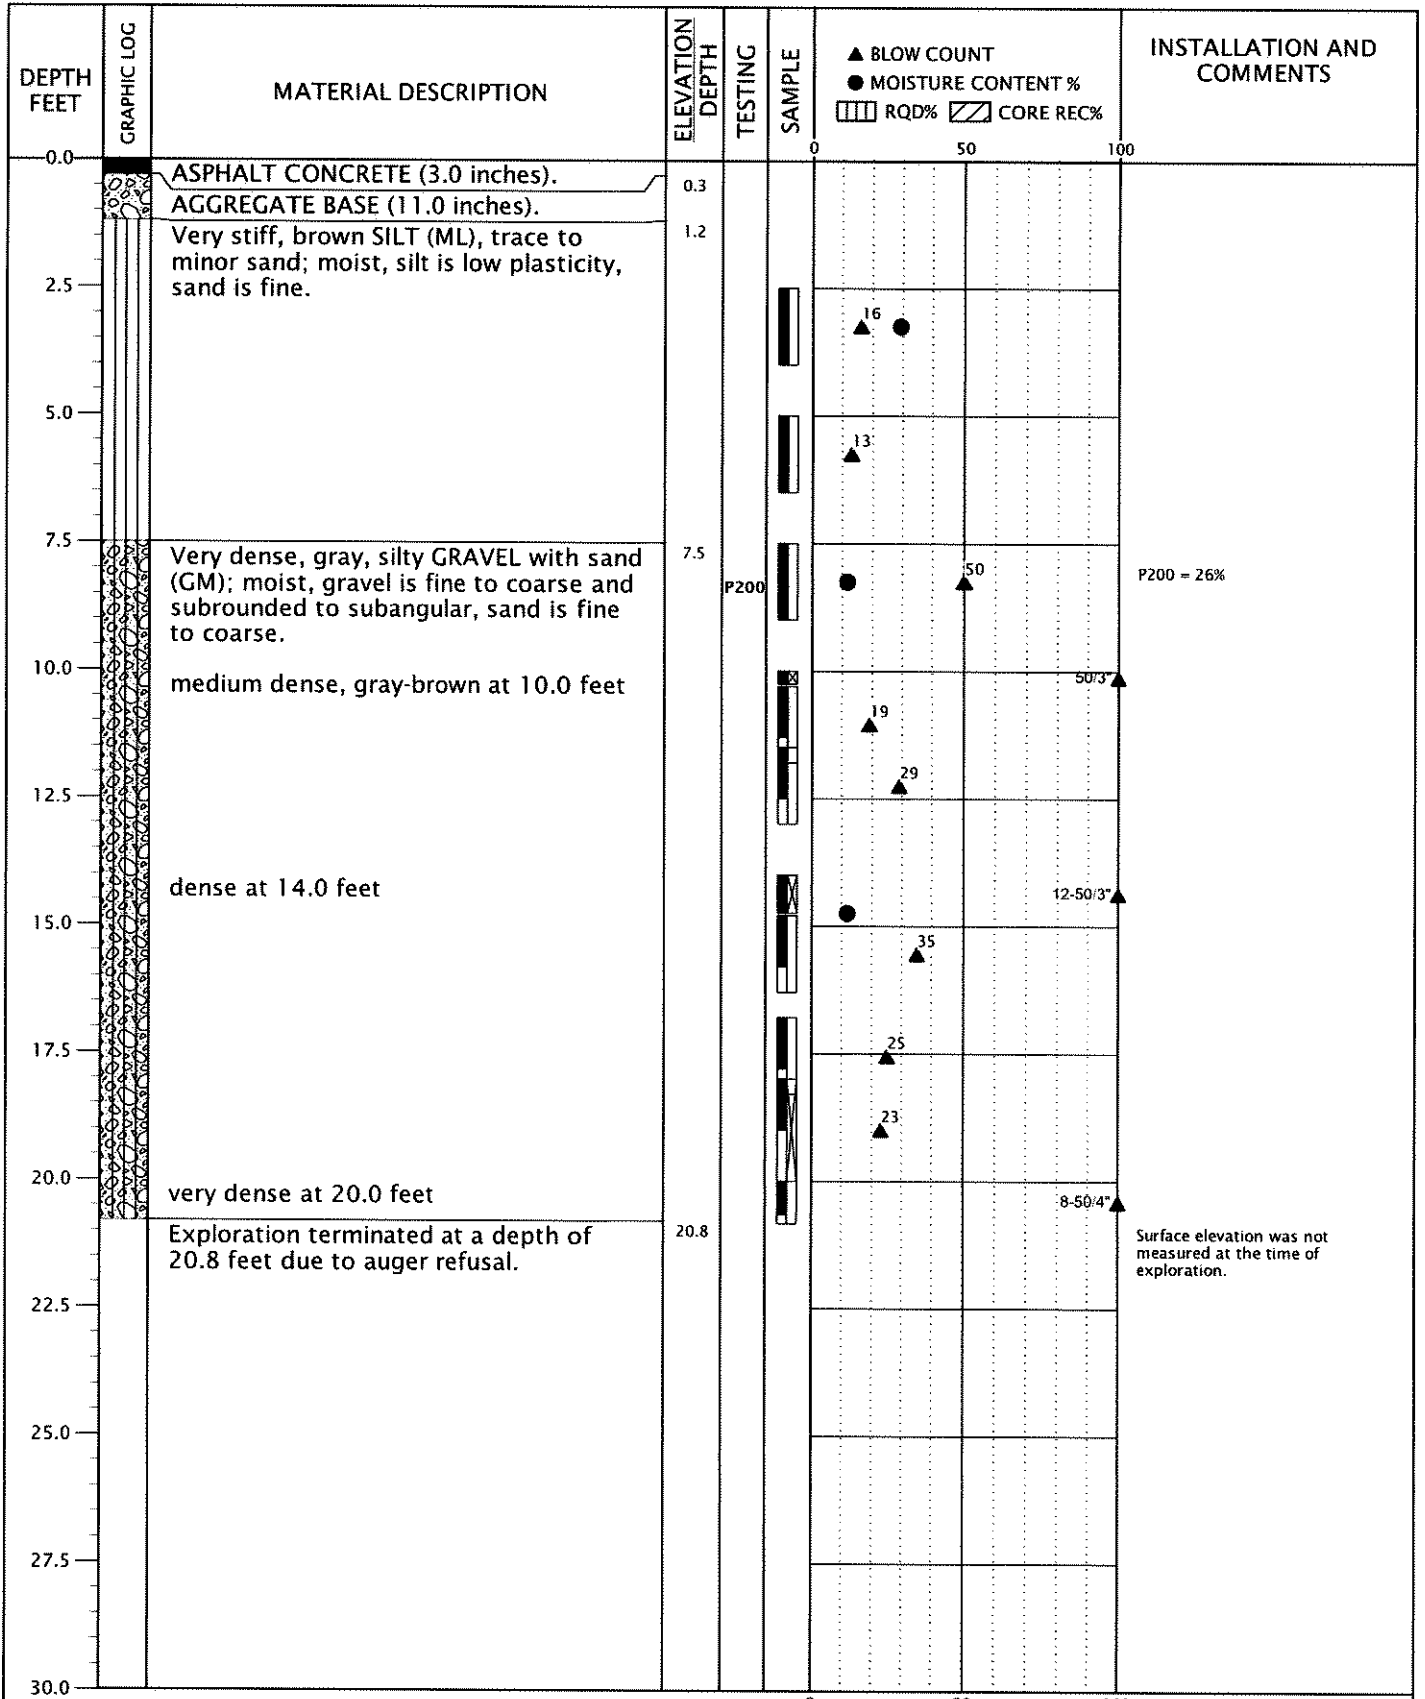 DEPTH
FEET
GRAPHIC LOG
MATERIAL DESCRIPTION
ELEVATION
DEPTH
TESTING
SAMPLE
▲ BLOW COUNT
● MOISTURE CONTENT %
RQD% CORE REC%
INSTALLATION AND
COMMENTS
0 50 100
0.0
ASPHALT CONCRETE (3.0 inches).
0.3
AGGREGATE BASE (11.0 inches).
1.2
Very stiff, brown SILT (ML), trace to
minor sand; moist, silt is low plasticity,
sand is fine.
2.5
16
5.0
13
7.5
Very dense, gray, silty GRAVEL with sand
(GM); moist, gravel is fine to coarse and
subrounded to subangular, sand is fine
to coarse.
7.5
P200
50
P200 = 26%
10.0
medium dense, gray-brown at 10.0 feet
50/3"
19
29
12.5
dense at 14.0 feet
12-50/3"
15.0
35
17.5
25
23
20.0
very dense at 20.0 feet
8-50/4"
Exploration terminated at a depth of
20.8 feet due to auger refusal.
20.8
Surface elevation was not
measured at the time of
exploration.
22.5
25.0
27.5
30.0